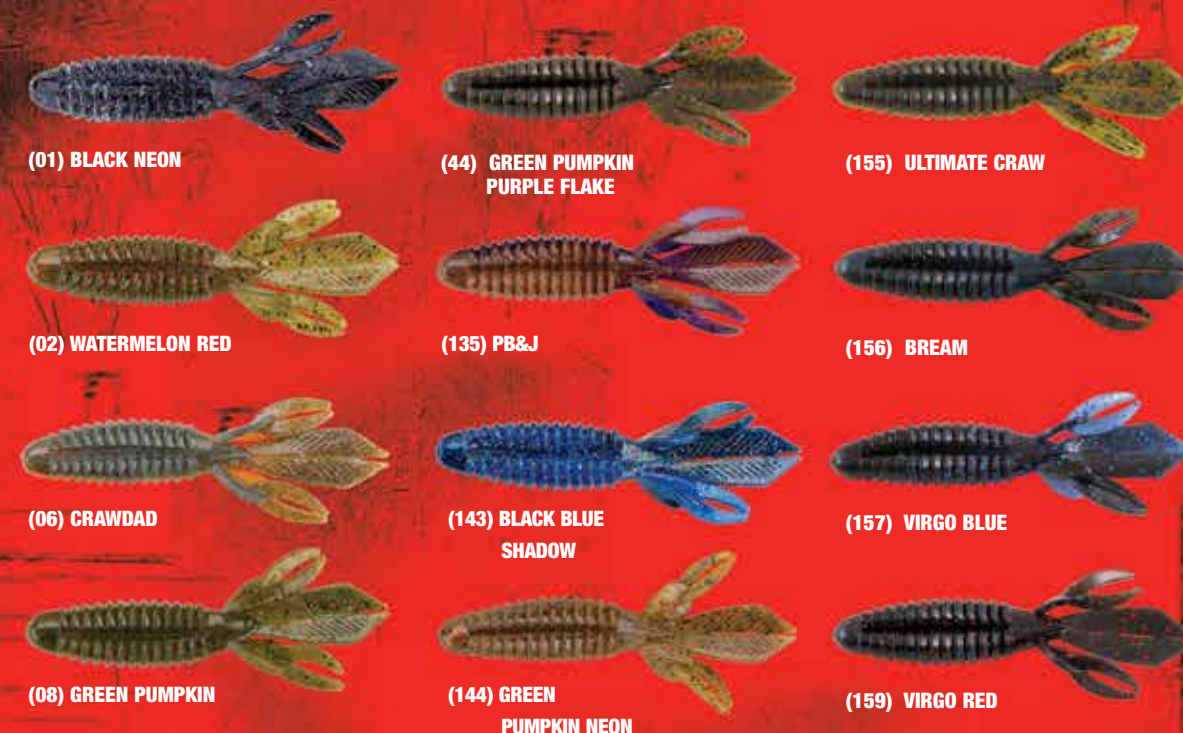 (01) BLACK NEON
(44) GREEN PUMPKIN
PURPLE FLAKE
(155) ULTIMATE CRAW
(02) WATERMELON RED
(135) PB&J
(156) BREAM
(06) CRAWDAD
(143) BLACK BLUE
SHADOW
(157) VIRGO BLUE
(08) GREEN PUMPKIN
(144) GREEN
PUMPKIN NEON
(159) VIRGO RED